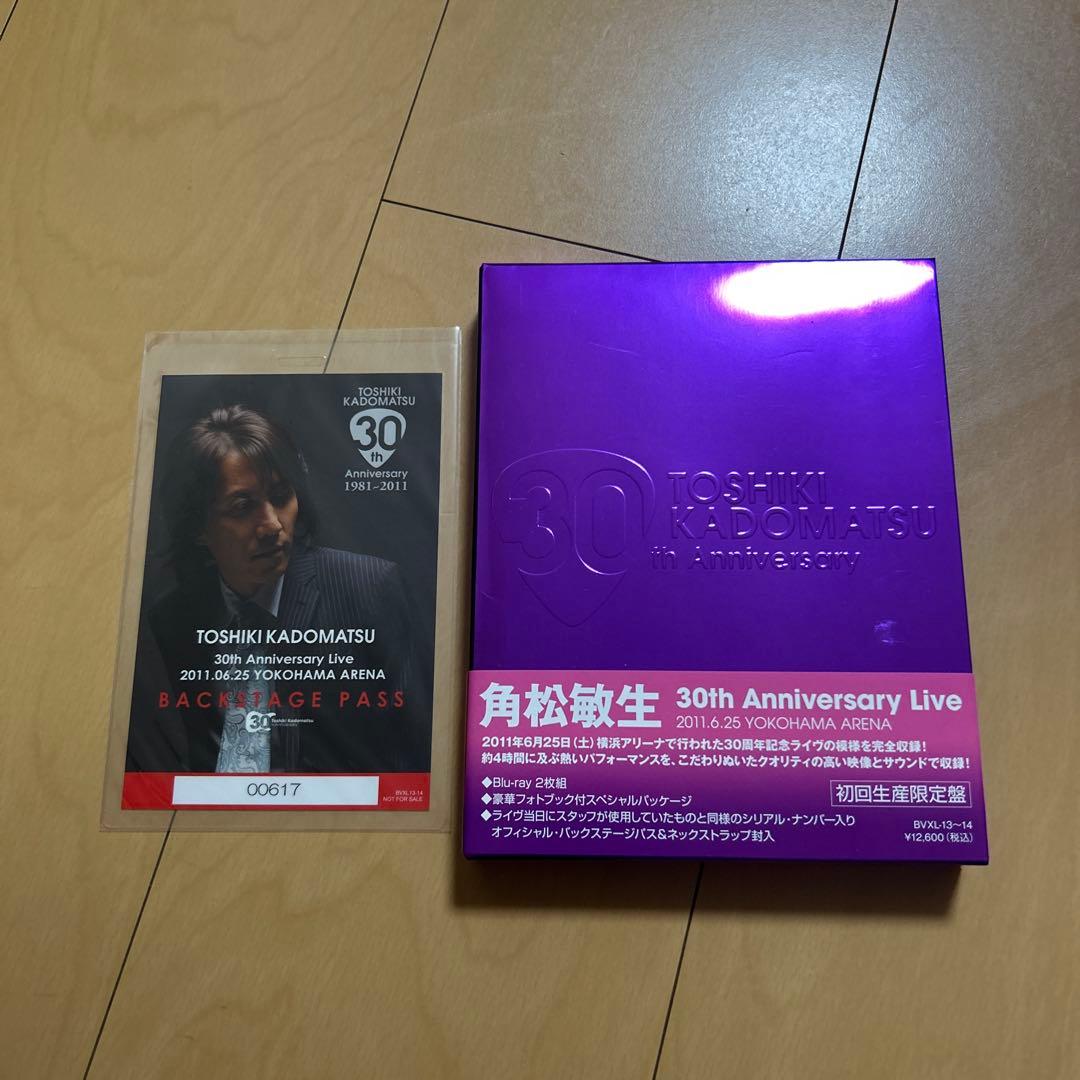 TOSHIKI
KADOMATSU
30
th
Anniversary
1981~2011
TOSHIKI KADOMATSU
30th Anniversary Live
2011.06.25 YOKOHAMA ARENA
BACKSTAGE PASS
30 Toshiki Kadomatsu
00617
BVXL13-14
NOT FOR SALE
30 TOSHIKI
KADOMATSU
th Anniversary
角松敏生 30th Anniversary Live
2011.6.25 YOKOHAMA ARENA
2011年6月25日(土)横浜アリーナで行われた30周年記念ライヴの模様を完全収録!
約4時間に及ぶ熱いパフォーマンスを、こだわりぬいたクオリティの高い映像とサウンドで収録!
◆Blu-ray 2枚組
◆豪華フォトブック付スペシャルパッケージ
◆ライヴ当日にスタッフが使用していたものと同様のシリアル・ナンバー入り
オフィシャル・バックステージパス&ネックストラップ封入
初回生産限定盤
BVXL-13~14
¥12,600(税込)